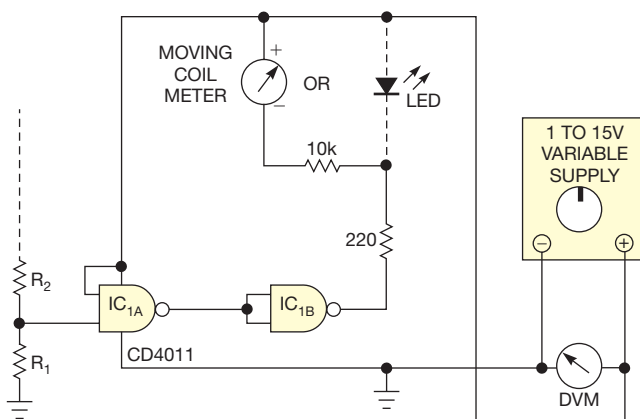 MOVING
COIL
METER
+
−
OR
LED
10k
220
1 TO 15V
VARIABLE
SUPPLY
−
+
R2
IC1A
IC1B
CD4011
R1
DVM